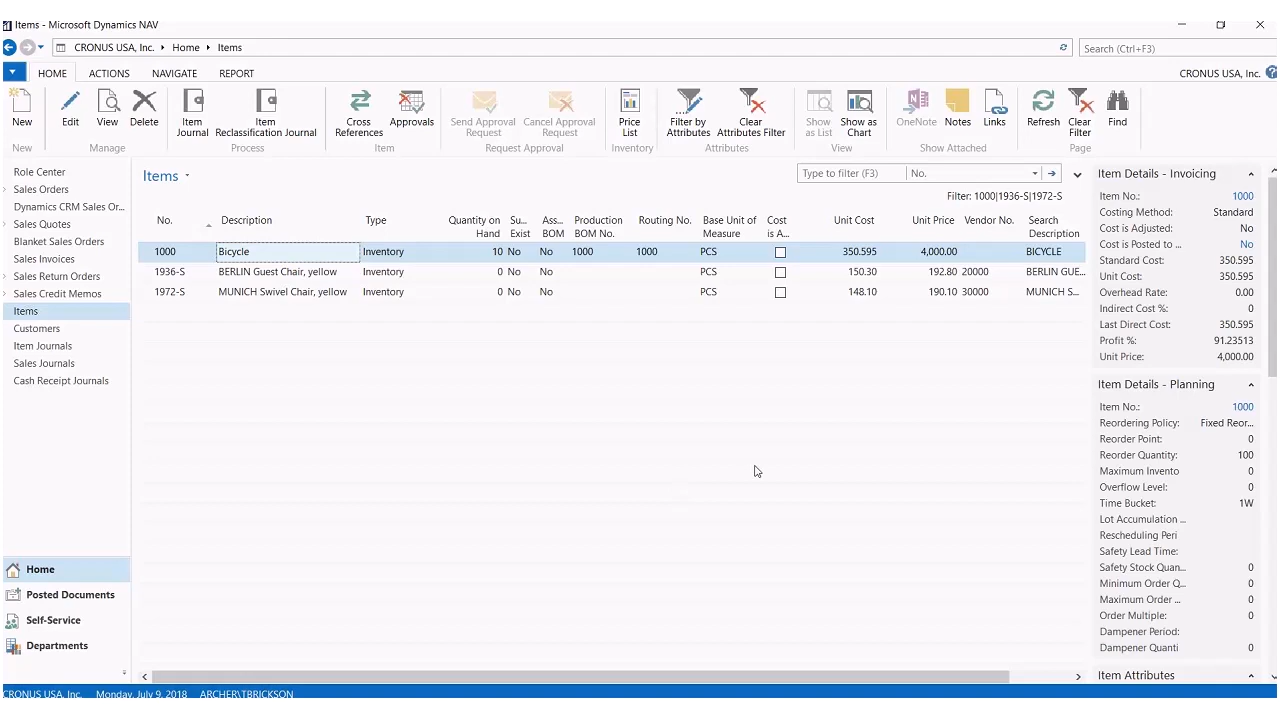 Items - Microsoft Dynamics NAV
CRONUS USA, Inc. Home Items
Search (Ctrl+F3)
HOME ACTIONS NAVIGATE REPORT
CRONUS USA, Inc.
New
Edit View Delete
Item Journal
Item Reclassification Journal
Cross References
Approvals
Send Approval Request
Cancel Approval Request
Price List
Filter by Attributes
Clear Attributes Filter
Show as List
Show as Chart
OneNote Notes Links
Refresh
Clear Filter
Find
New Manage Process Item Request Approval Inventory Attributes View Show Attached Page
Role Center
Sales Orders
Dynamics CRM Sales Or...
Sales Quotes
Blanket Sales Orders
Sales Invoices
Sales Return Orders
Sales Credit Memos
Items
Customers
Item Journals
Sales Journals
Cash Receipt Journals
Home
Posted Documents
Self-Service
Departments
Items
Type to filter (F3) No.
Filter: 1000|1936-S|1972-S
No. Description Type Quantity on Hand Su... Exist Ass... BOM Production BOM No. Routing No. Base Unit of Measure Cost is A... Unit Cost Unit Price Vendor No. Search Description
1000 Bicycle Inventory 10 No No 1000 1000 PCS 350.595 4,000.00 BICYCLE
1936-S BERLIN Guest Chair, yellow Inventory 0 No No PCS 150.30 192.80 20000 BERLIN GUE...
1972-S MUNICH Swivel Chair, yellow Inventory 0 No No PCS 148.10 190.10 30000 MUNICH S...
Item Details - Invoicing
Item No.: 1000
Costing Method: Standard
Cost is Adjusted: No
Cost is Posted to ... No
Standard Cost: 350.595
Unit Cost: 350.595
Overhead Rate: 0.00
Indirect Cost %: 0
Last Direct Cost: 350.595
Profit %: 91.23513
Unit Price: 4,000.00
Item Details - Planning
Item No.: 1000
Reordering Policy: Fixed Reor...
Reorder Point: 0
Reorder Quantity: 100
Maximum Invento 0
Overflow Level: 0
Time Bucket: 1W
Lot Accumulation ...
Rescheduling Peri
Safety Lead Time:
Safety Stock Quan... 0
Minimum Order Q... 0
Maximum Order ... 0
Order Multiple: 0
Dampener Period:
Dampener Quanti 0
Item Attributes
CRONUS USA, Inc. Monday, July 9, 2018 ARCHER\TBRICKSON